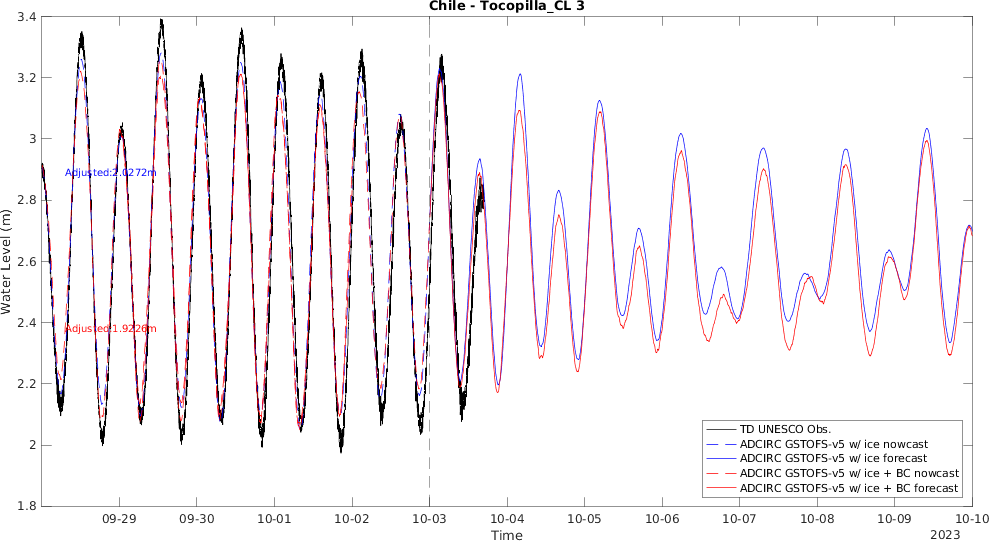 Chile - Tocopilla_CL 3
3.4
3.2
3
2.8
2.6
2.4
2.2
2
1.8
Water Level (m)
Adjusted:2.0272m
Adjusted:1.9226m
TD UNESCO Obs.
ADCIRC GSTOFS-v5 w/ ice nowcast
ADCIRC GSTOFS-v5 w/ ice forecast
ADCIRC GSTOFS-v5 w/ ice + BC nowcast
ADCIRC GSTOFS-v5 w/ ice + BC forecast
09-29 09-30 10-01 10-02 10-03 10-04 10-05 10-06 10-07 10-08 10-09 10-10
Time
2023